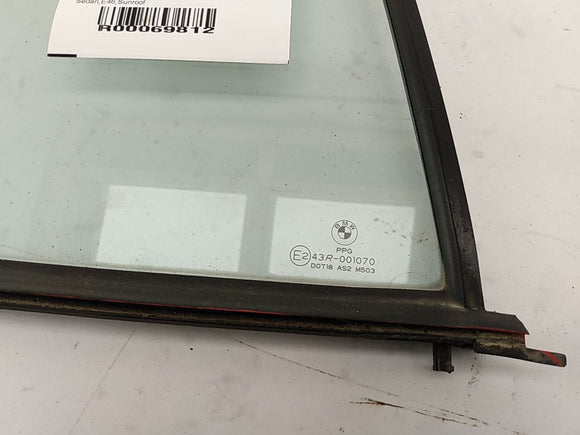 Sedan,E46,Sunroof
R00069812
BMW
PPG
E2 43R-001070
DOT18 AS2 M503